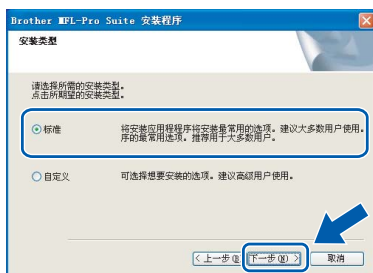 Brother MFL-Pro Suite 安装程序
安装类型
请选择所需的安装类型。
点击所期望的安装类型。
标准
将安装应用程程序将安装最常用的选项。建议大多数用户使用。
序的最常用选项。推荐用于大多数用户。
自定义
可选择想要安装的选项。建议高级用户使用。
<上一步(B)
下一步(N) >
取消